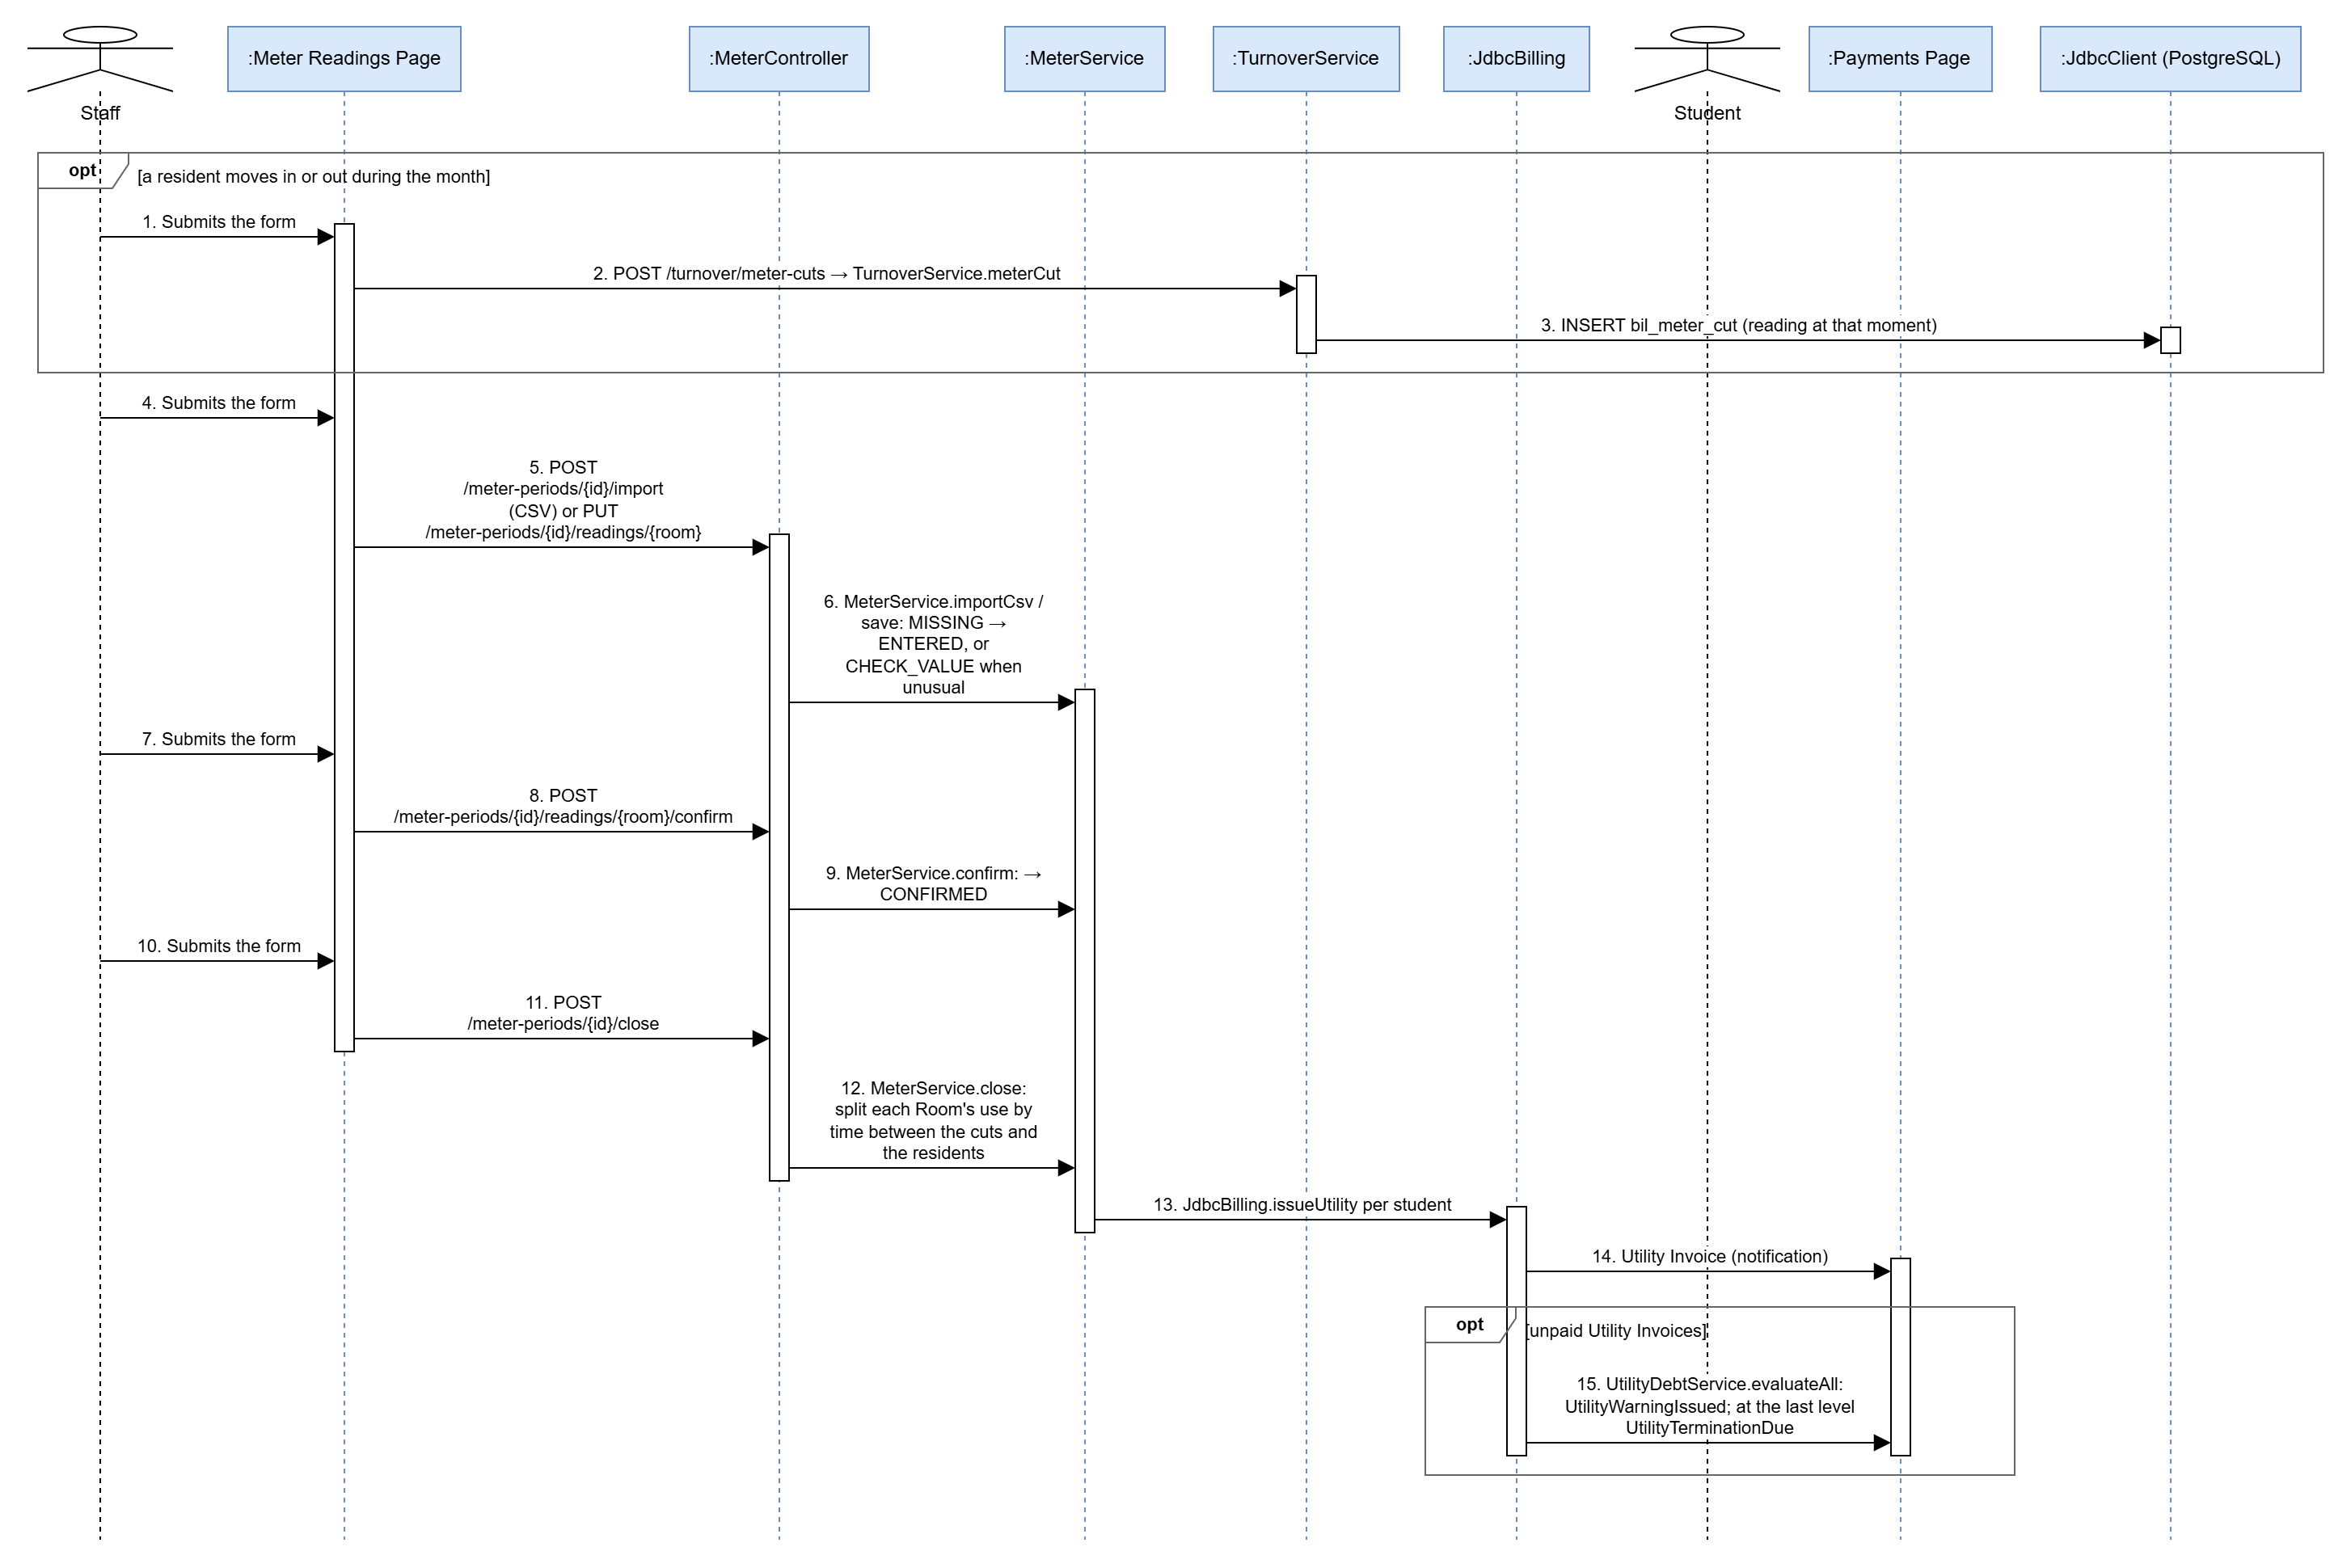 :Meter Readings Page
:MeterController
:MeterService
:TurnoverService
:JdbcBilling
:Payments Page
:JdbcClient (PostgreSQL)
Staff
Student
opt
[a resident moves in or out during the month]
1. Submits the form
2. POST /turnover/meter-cuts → TurnoverService.meterCut
3. INSERT bil_meter_cut (reading at that moment)
4. Submits the form
5. POST
/meter-periods/{id}/import
(CSV) or PUT
/meter-periods/{id}/readings/{room}
6. MeterService.importCsv /
save: MISSING →
ENTERED, or
CHECK_VALUE when
unusual
7. Submits the form
8. POST
/meter-periods/{id}/readings/{room}/confirm
9. MeterService.confirm: →
CONFIRMED
10. Submits the form
11. POST
/meter-periods/{id}/close
12. MeterService.close:
split each Room's use by
time between the cuts and
the residents
13. JdbcBilling.issueUtility per student
14. Utility Invoice (notification)
opt
[unpaid Utility Invoices]
15. UtilityDebtService.evaluateAll:
UtilityWarningIssued; at the last level
UtilityTerminationDue